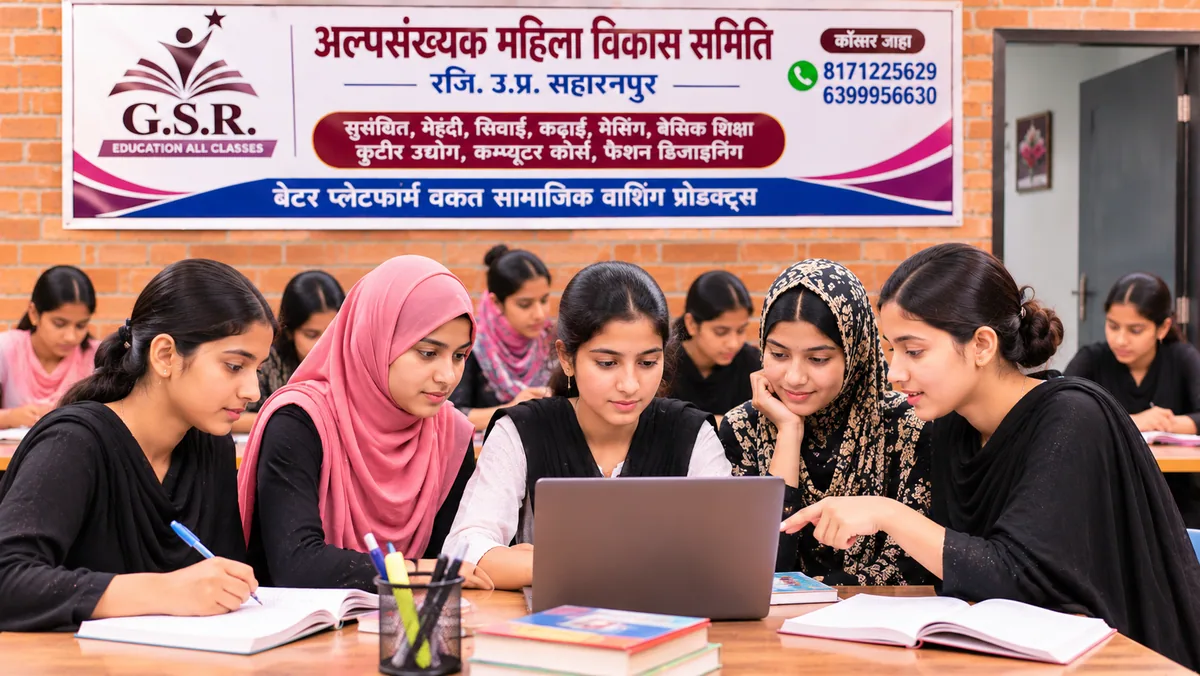 G.S.R.
EDUCATION ALL CLASSES
अल्पसंख्यक महिला विकास समिति
रजि. उ.प्र. सहारनपुर
सुसंचित, मेहंदी, सिवाई, कढ़ाई, मेसिंग, बेसिक शिक्षा
कुटीर उद्योग, कम्प्यूटर कोर्स, फैशन डिजाइनिंग
बेटर प्लेटफार्म वकत सामाजिक वाशिंग प्रोडक्ट्स
कॉस्सर जाहा
8171225629
6399956630